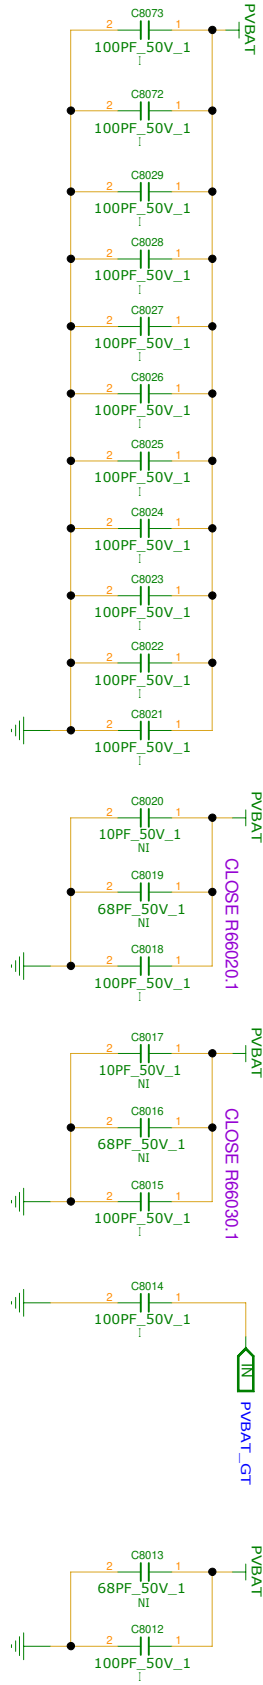 PVBAT
C8073
2 1
100PF_50V_1
I
C8072
2 1
100PF_50V_1
I
C8029
2 1
100PF_50V_1
I
C8028
2 1
100PF_50V_1
I
C8027
2 1
100PF_50V_1
I
C8026
2 1
100PF_50V_1
I
C8025
2 1
100PF_50V_1
I
C8024
2 1
100PF_50V_1
I
C8023
2 1
100PF_50V_1
I
C8022
2 1
100PF_50V_1
I
C8021
2 1
100PF_50V_1
I
PVBAT
C8020
2 1
10PF_50V_1
NI
CLOSE R66020.1
C8019
2 1
68PF_50V_1
NI
C8018
2 1
100PF_50V_1
I
PVBAT
C8017
2 1
10PF_50V_1
NI
CLOSE R66030.1
C8016
2 1
68PF_50V_1
NI
C8015
2 1
100PF_50V_1
I
C8014
2 1
100PF_50V_1
I
IN
PVBAT_GT
PVBAT
C8013
2 1
68PF_50V_1
NI
C8012
2 1
100PF_50V_1
I